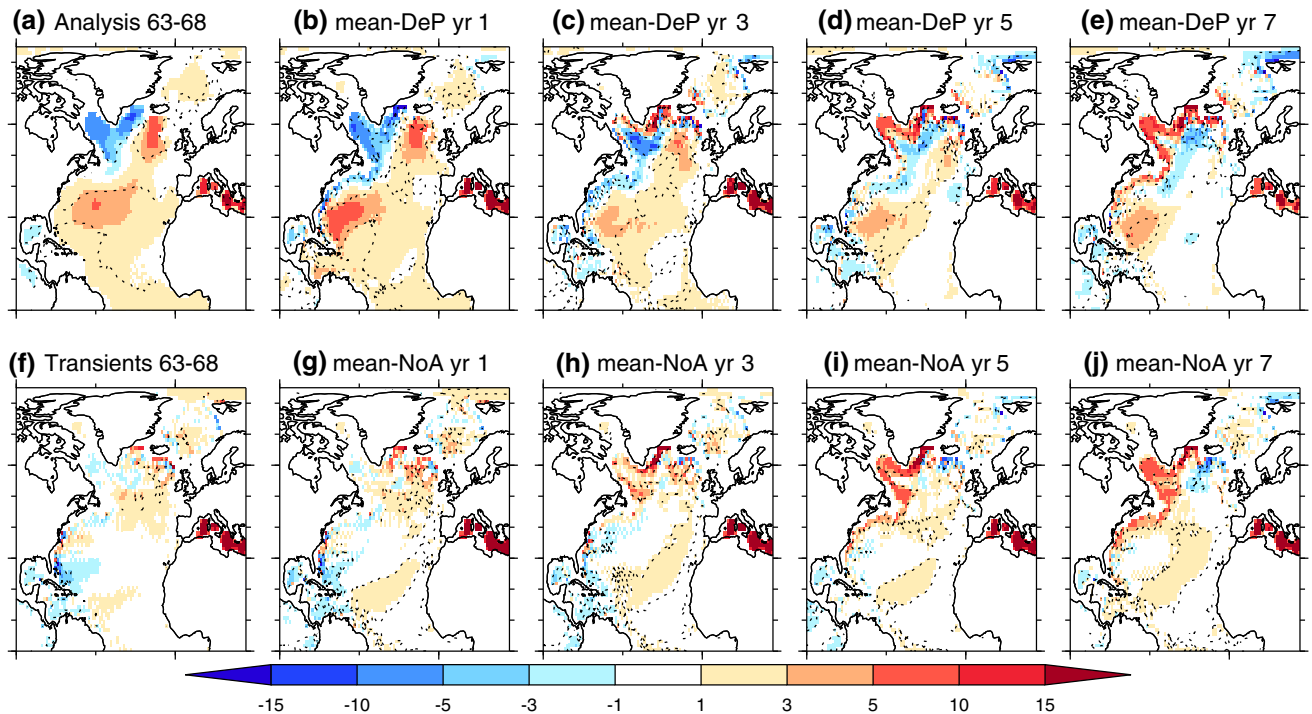 (a) Analysis 63-68
(b) mean-DeP yr 1
(c) mean-DeP yr 3
(d) mean-DeP yr 5
(e) mean-DeP yr 7
(f) Transients 63-68
(g) mean-NoA yr 1
(h) mean-NoA yr 3
(i) mean-NoA yr 5
(j) mean-NoA yr 7
-15 -10 -5 -3 -1 1 3 5 10 15